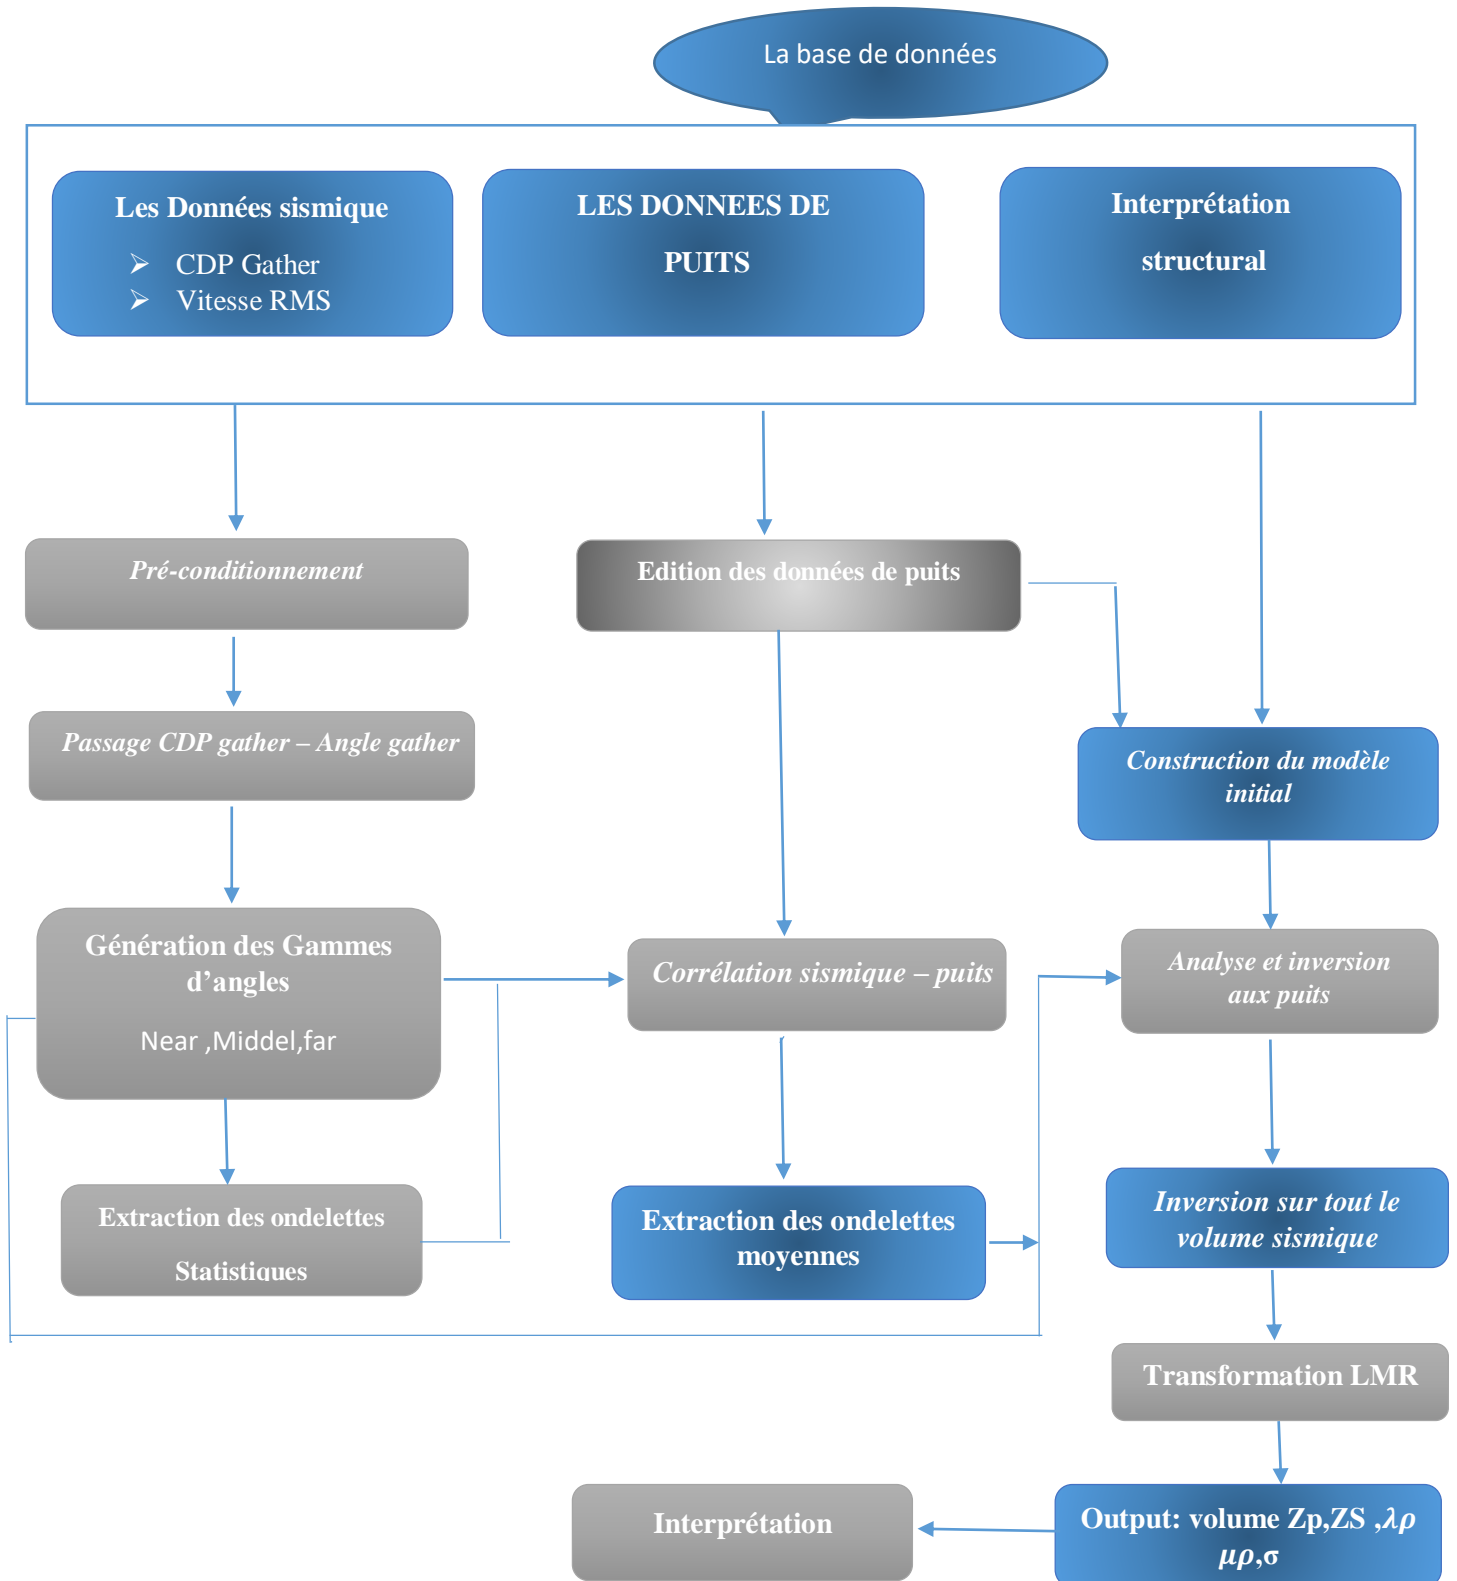 La base de données
Les Données sismique
➢ CDP Gather
➢ Vitesse RMS
LES DONNEES DE
PUITS
Interprétation
structural
Pré-conditionnement
Edition des données de puits
Passage CDP gather – Angle gather
Construction du modèle
initial
Génération des Gammes
d’angles
Near ,Middel,far
Corrélation sismique – puits
Analyse et inversion
aux puits
Extraction des ondelettes
Statistiques
Extraction des ondelettes
moyennes
Inversion sur tout le
volume sismique
Transformation LMR
Interprétation
Output: volume Zp,ZS ,λρ
μρ,σ